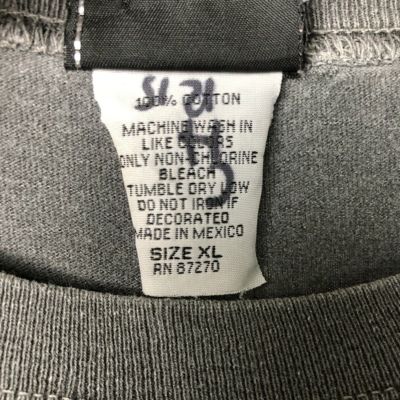 100% COTTON
MACHINE WASH IN
LIKE COLORS
ONLY NON-CHLORINE
BLEACH
TUMBLE DRY LOW
DO NOT IRON IF
DECORATED
MADE IN MEXICO
SIZE XL
RN 87270